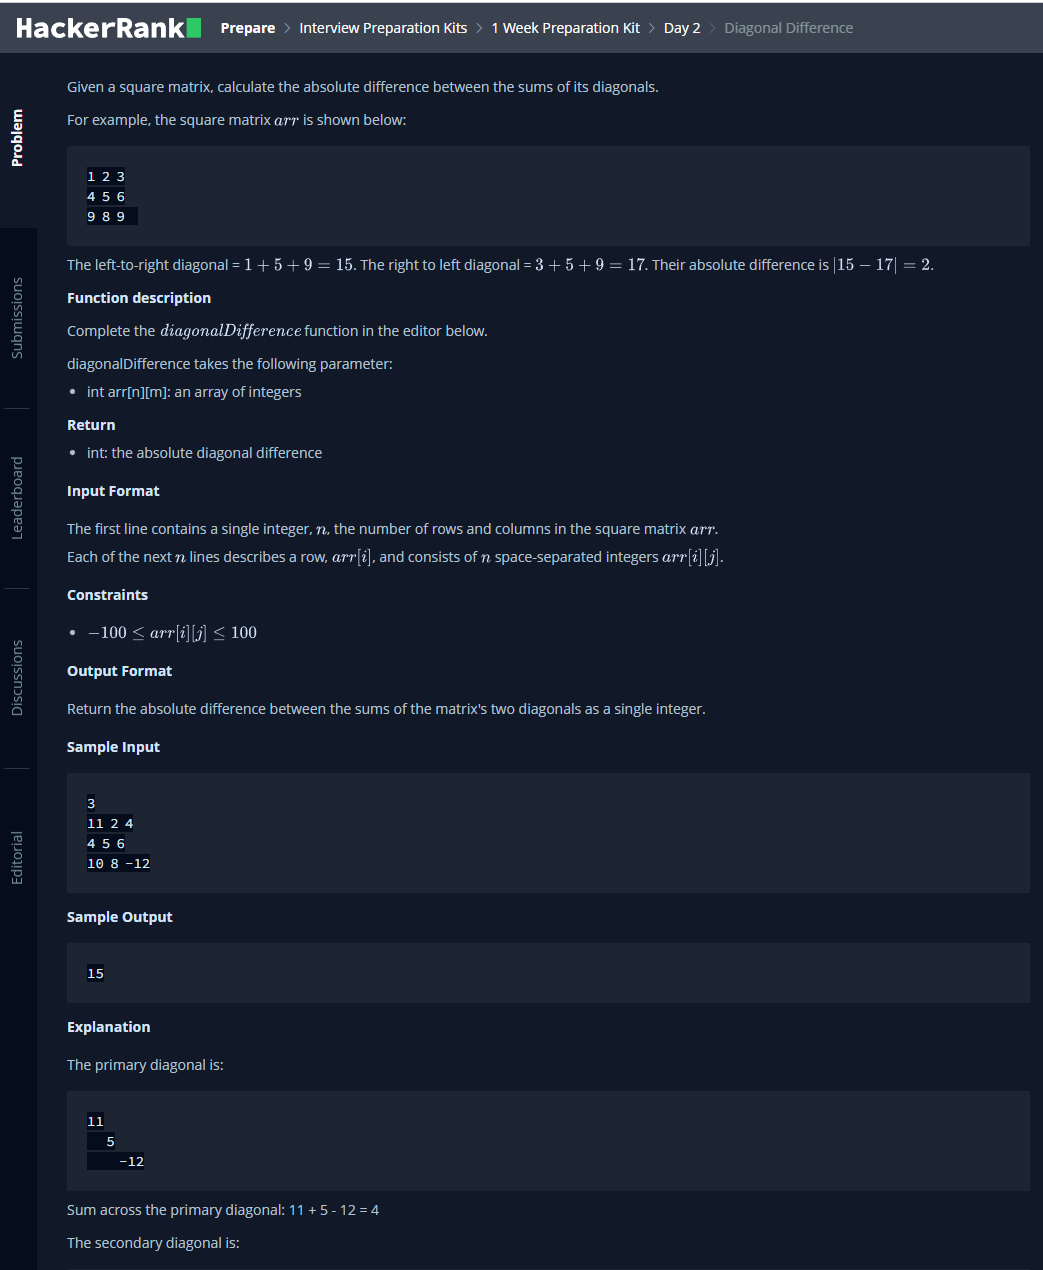 HackerRank Prepare > Interview Preparation Kits > 1 Week Preparation Kit > Day 2 > Diagonal Difference
Problem
Submissions
Leaderboard
Discussions
Editorial
Given a square matrix, calculate the absolute difference between the sums of its diagonals.
For example, the square matrix arr is shown below:
1 2 3
4 5 6
9 8 9
The left-to-right diagonal = 1 + 5 + 9 = 15. The right to left diagonal = 3 + 5 + 9 = 17. Their absolute difference is |15 − 17| = 2.
Function description
Complete the diagonalDifference function in the editor below.
diagonalDifference takes the following parameter:
• int arr[n][m]: an array of integers
Return
• int: the absolute diagonal difference
Input Format
The first line contains a single integer, n, the number of rows and columns in the square matrix arr.
Each of the next n lines describes a row, arr[i], and consists of n space-separated integers arr[i][j].
Constraints
• −100 ≤ arr[i][j] ≤ 100
Output Format
Return the absolute difference between the sums of the matrix's two diagonals as a single integer.
Sample Input
3
11 2 4
4 5 6
10 8 -12
Sample Output
15
Explanation
The primary diagonal is:
11
5
-12
Sum across the primary diagonal: 11 + 5 - 12 = 4
The secondary diagonal is: